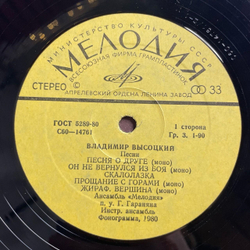 МИНИСТЕРСТВО КУЛЬТУРЫ СССР
МЕЛОДИЯ
ВСЕСОЮЗНАЯ ФИРМА ГРАМПЛАСТИНОК
СТЕРЕО
33
АПРЕЛЕВСКИЙ ОРДЕНА ЛЕНИНА ЗАВОД
ГОСТ 5289-80
С60—14761
1 сторона
Гр. 3. 1-90
ВЛАДИМИР ВЫСОЦКИЙ
Песни
ПЕСНЯ О ДРУГЕ (моно)
ОН НЕ ВЕРНУЛСЯ ИЗ БОЯ (моно)
СКАЛОЛАЗКА
ПРОЩАНИЕ С ГОРАМИ (моно)
ЖИРАФ. ВЕРШИНА (моно)
Ансамбль «Мелодия»
п. у. Г. Гараняна
Инстр. ансамбль
Фонограмма, 1980